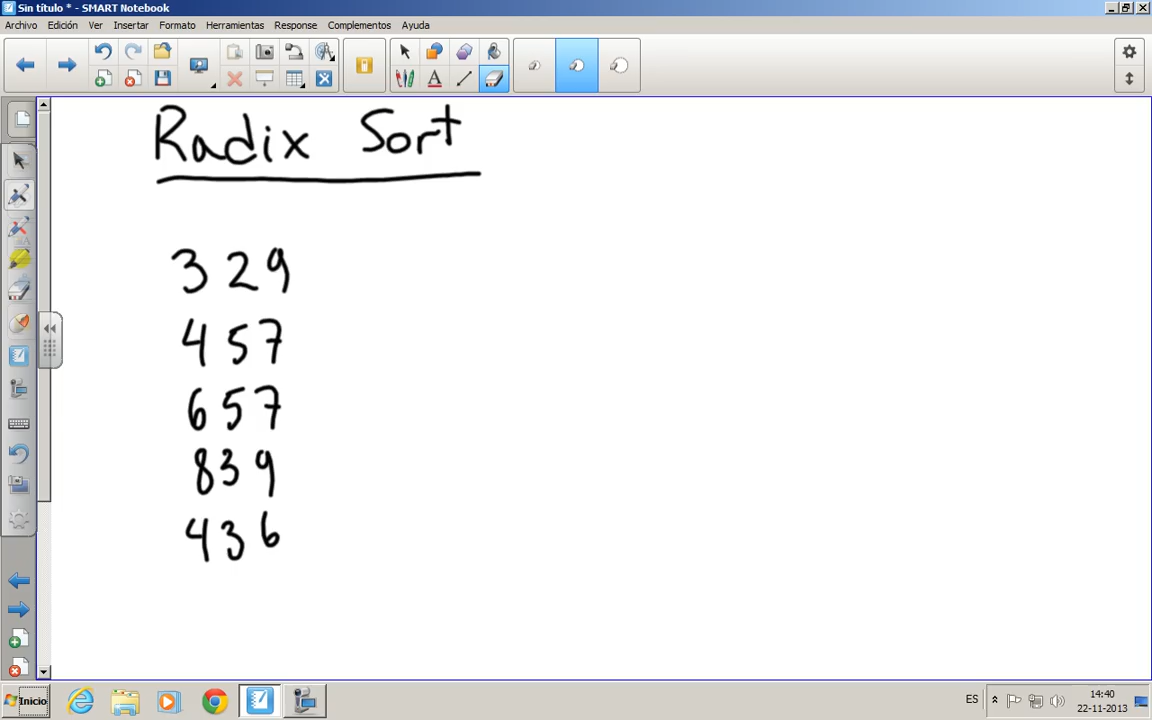 Sin título * - SMART Notebook
Archivo Edición Ver Insertar Formato Herramientas Response Complementos Ayuda
Radix Sort
3 2 9
4 5 7
6 5 7
8 3 9
4 3 6
Inicio
ES
14:40
22-11-2013